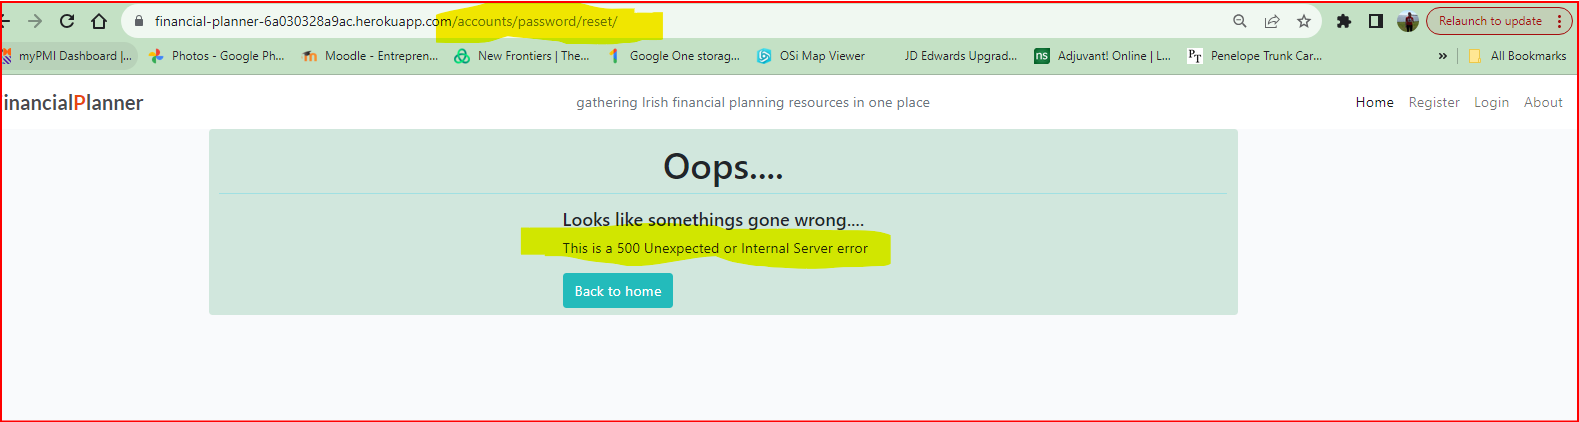 financial-planner-6a030328a9ac.herokuapp.com/accounts/password/reset/
Relaunch to update
myPMI Dashboard |...
Photos - Google Ph...
Moodle - Entrepren...
New Frontiers | The...
Google One storag...
OSi Map Viewer
JD Edwards Upgrad...
ns
Adjuvant! Online | L...
PT
Penelope Trunk Car...
»
All Bookmarks
inancialPlanner
gathering Irish financial planning resources in one place
Home
Register
Login
About
Oops....
Looks like somethings gone wrong....
This is a 500 Unexpected or Internal Server error
Back to home